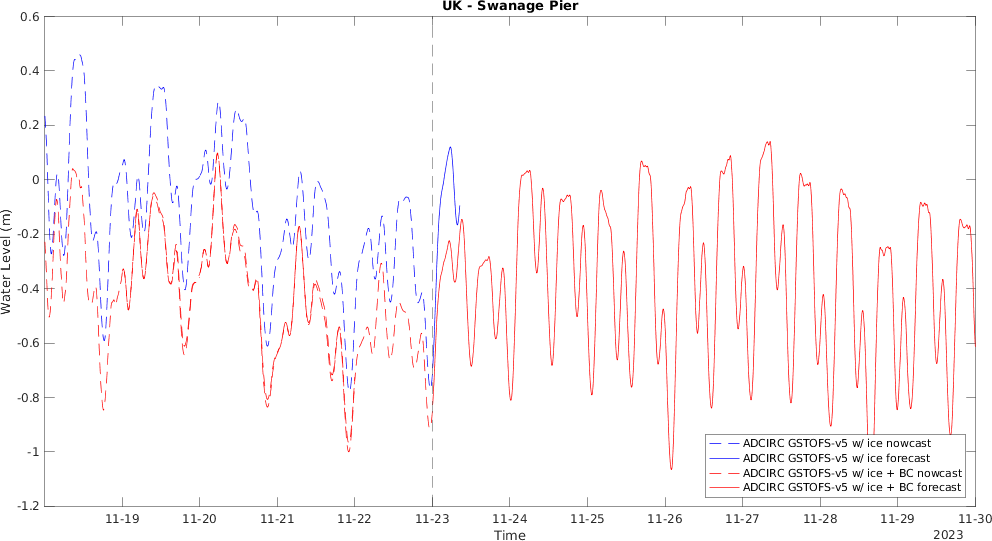 UK - Swanage Pier
0.6
0.4
0.2
0
-0.2
-0.4
-0.6
-0.8
-1
-1.2
Water Level (m)
11-19 11-20 11-21 11-22 11-23 11-24 11-25 11-26 11-27 11-28 11-29 11-30
Time
2023
ADCIRC GSTOFS-v5 w/ ice nowcast
ADCIRC GSTOFS-v5 w/ ice forecast
ADCIRC GSTOFS-v5 w/ ice + BC nowcast
ADCIRC GSTOFS-v5 w/ ice + BC forecast